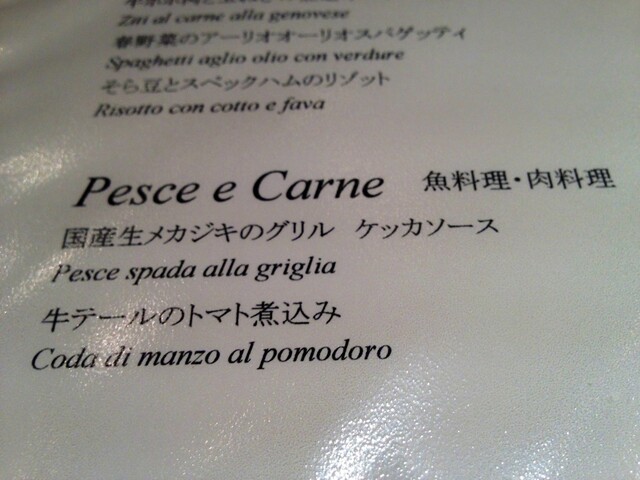 Ziti al carne alla genovese
春野菜のアーリオオーリオスパゲッティ
Spaghetti aglio olio con verdure
そら豆とスペックハムのリゾット
Risotto con cotto e fava
Pesce e Carne 魚料理・肉料理
国産生メカジキのグリル ケッカソース
Pesce spada alla griglia
牛テールのトマト煮込み
Coda di manzo al pomodoro